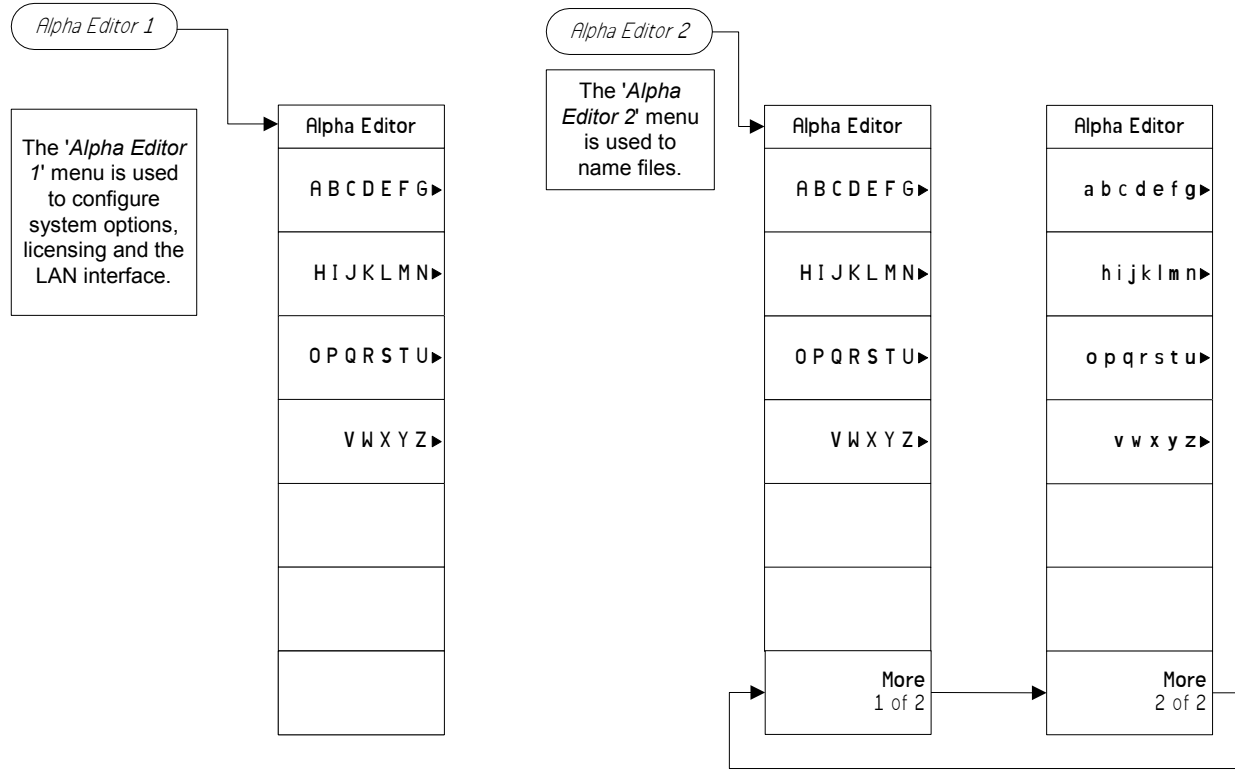 Alpha Editor 1
The 'Alpha Editor
1' menu is used
to configure
system options,
licensing and the
LAN interface.
Alpha Editor
A B C D E F G
H I J K L M N
O P Q R S T U
V W X Y Z
Alpha Editor 2
The 'Alpha
Editor 2' menu
is used to
name files.
Alpha Editor
A B C D E F G
H I J K L M N
O P Q R S T U
V W X Y Z
More
1 of 2
Alpha Editor
a b c d e f g
h i j k l m n
o p q r s t u
v w x y z
More
2 of 2